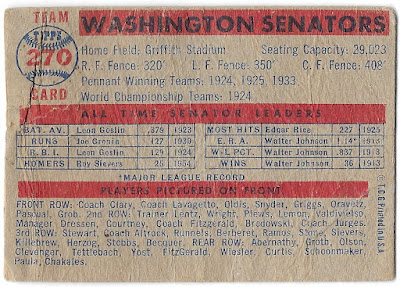 TEAM
TOPPS
270
CARD
WASHINGTON SENATORS
Home Field: Griffith Stadium Seating Capacity: 29,023
R. F. Fence: 320' L. F. Fence: 350' C. F. Fence: 408'
Pennant Winning Teams: 1924, 1925, 1933
World Championship Teams: 1924
ALL TIME SENATOR LEADERS
BAT. AV. Leon Goslin .379 1928 MOST HITS Edgar Rice 227 1925
RUNS Joe Cronin 127 1930 E.R.A. Walter Johnson 1.14* 1913
R.B.I. Leon Goslin 1924 W-L PCT. Walter Johnson .837 1913
HOMERS Roy Sievers 25 1954 WINS Walter Johnson 36 1913
*MAJOR LEAGUE RECORD
PLAYERS PICTURED ON FRONT
FRONT ROW: Coach Clary, Coach Lavagetto, Oldis, Snyder, Griggs, Oravetz,
Pascual, Grob. 2nd ROW: Trainer Lentz, Wright, Plews, Lemon, Valdivielso,
Manager Dressen, Courtney, Coach Fitzgerald, Brodowski, Coach Jurges.
3rd ROW: Stewart, Coach Altrock, Runnels, Berberet, Ramos, Stone, Sievers,
Killebrew, Herzog, Stobbs, Becquer. REAR ROW: Abernathy, Groth, Olson,
Clevenger, Tettlebach, Yost, FitzGerald, Wiesler, Curtis, Schoonmaker,
Paula, Chakales.
© T.C.G. Printed in U.S.A.